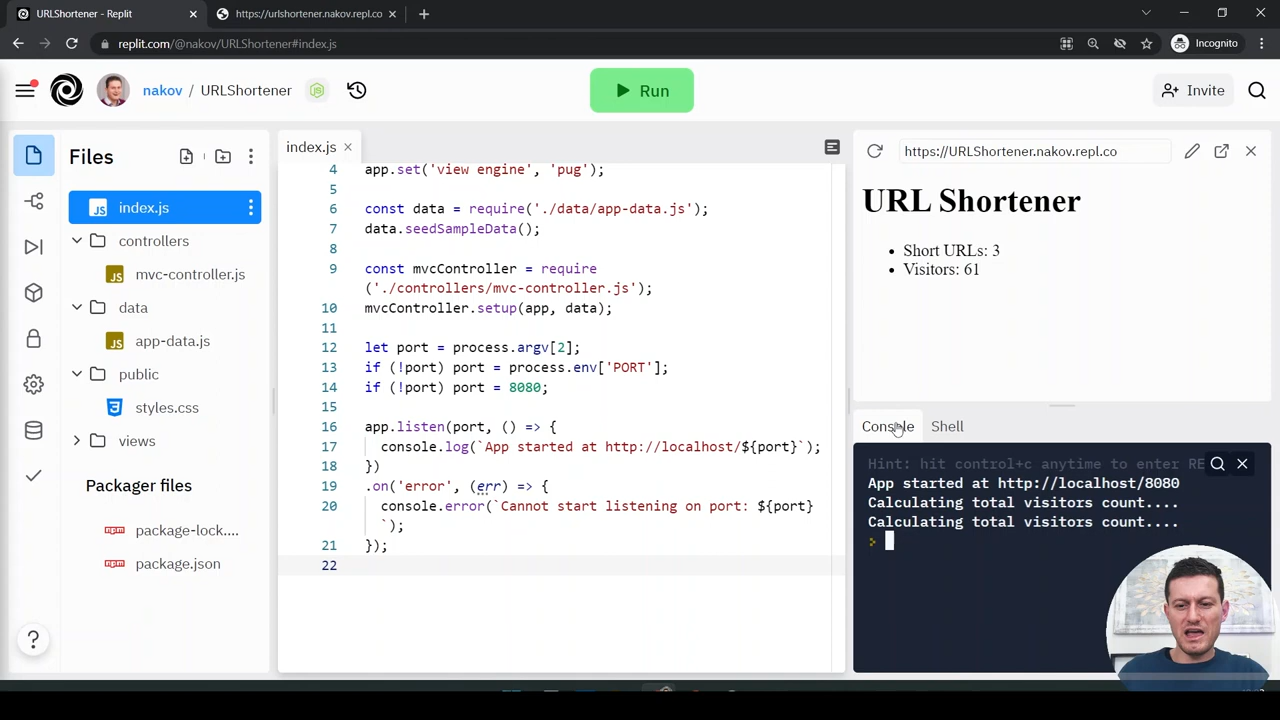 URLShortener - Replit
https://urlshortener.nakov.repl.co
replit.com/@nakov/URLShortener#index.js
Incognito
nakov / URLShortener
Run
Invite
Files
index.js
controllers
mvc-controller.js
data
app-data.js
public
styles.css
views
Packager files
package-lock....
package.json
index.js
4 app.set('view engine', 'pug');
5
6 const data = require('./data/app-data.js');
7 data.seedSampleData();
8
9 const mvcController = require
('./controllers/mvc-controller.js');
10 mvcController.setup(app, data);
11
12 let port = process.argv[2];
13 if (!port) port = process.env['PORT'];
14 if (!port) port = 8080;
15
16 app.listen(port, () => {
17 console.log(`App started at http://localhost/${port}`);
18 })
19 .on('error', (err) => {
20 console.error(`Cannot start listening on port: ${port}
`);
21 });
22
https://URLShortener.nakov.repl.co
URL Shortener
• Short URLs: 3
• Visitors: 61
Console Shell
Hint: hit control+c anytime to enter RE
App started at http://localhost/8080
Calculating total visitors count....
Calculating total visitors count....
>